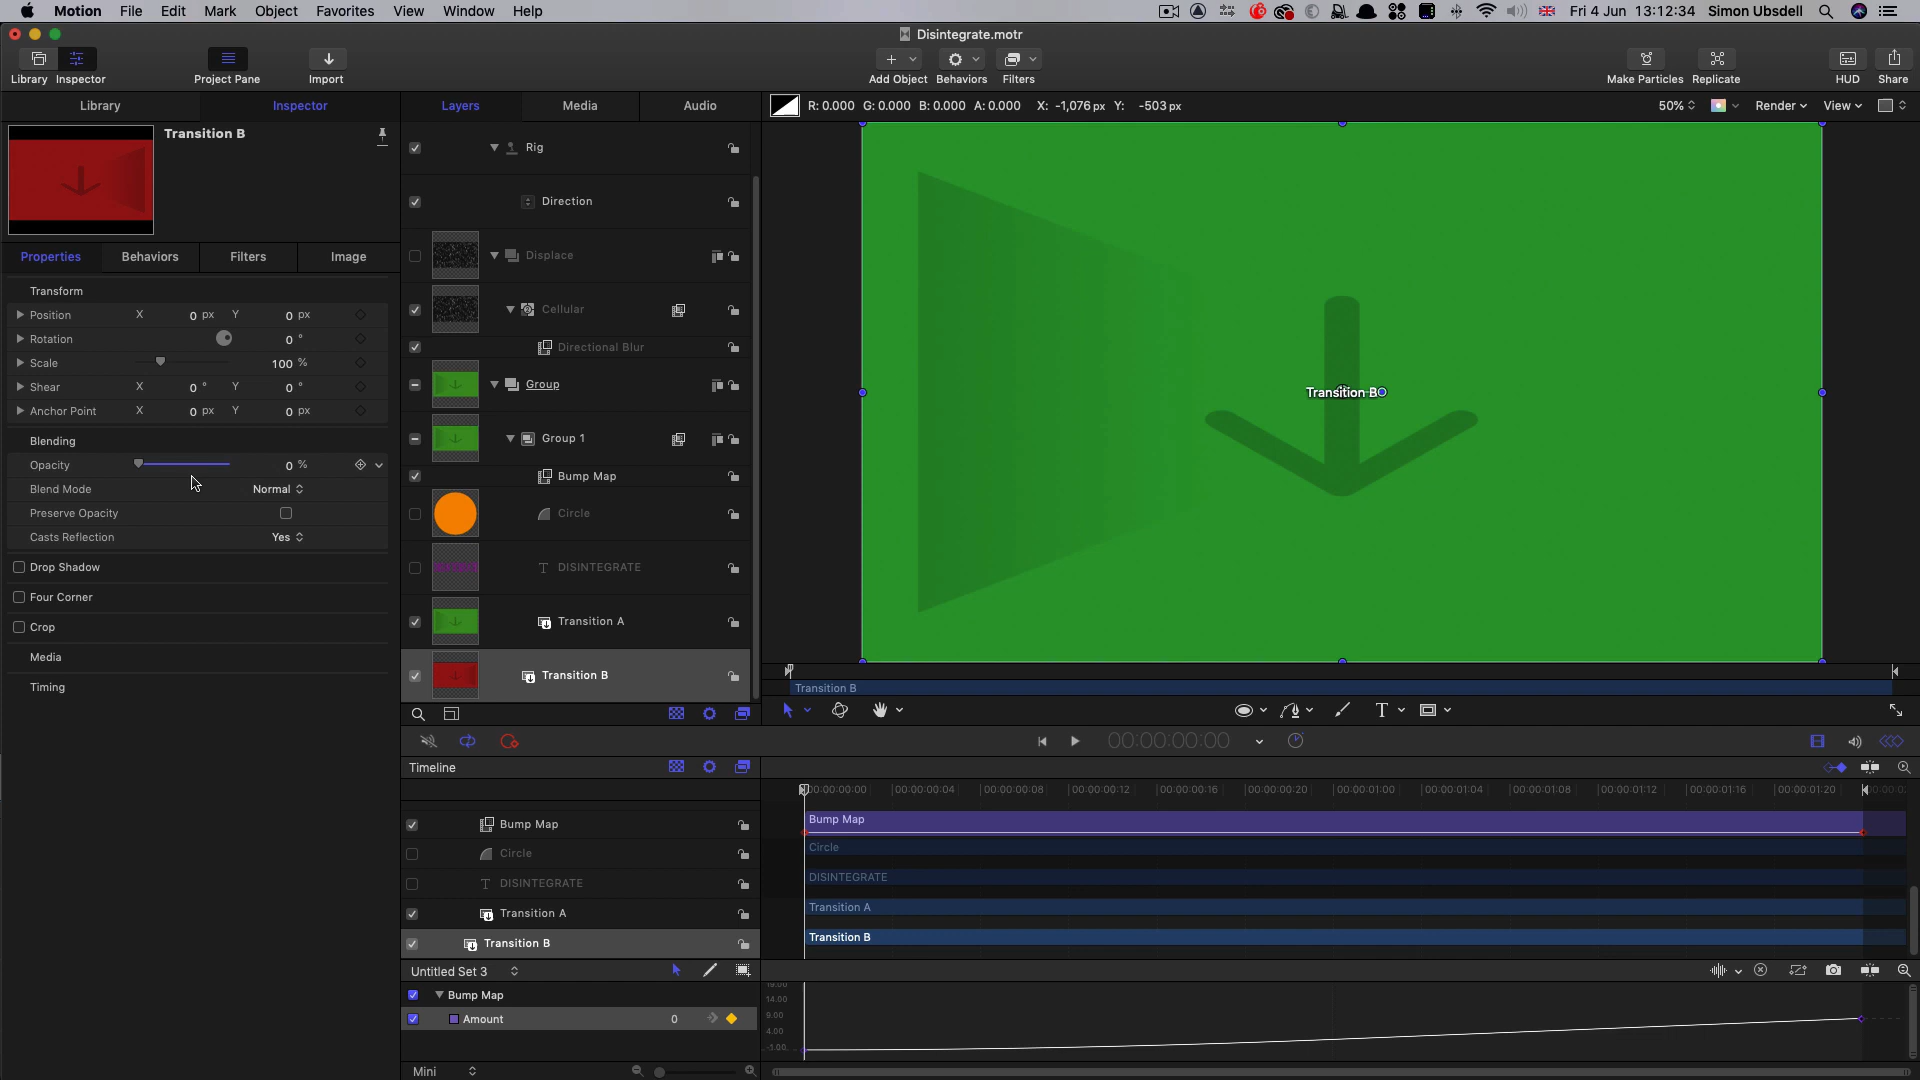 Motion File Edit Mark Object Favorites View Window Help
Fri 4 Jun 13:12:34 Simon Ubsdell
Disintegrate.motr
Library Inspector Project Pane Import
Add Object Behaviors Filters
Make Particles Replicate HUD Share
Library Inspector
Layers Media Audio
R: 0.000 G: 0.000 B: 0.000 A: 0.000 X: -1,076 px Y: -503 px
50% Render View
Transition B
Properties Behaviors Filters Image
Transform
Position X 0 px Y 0 px
Rotation 0 °
Scale 100 %
Shear X 0 ° Y 0 °
Anchor Point X 0 px Y 0 px
Blending
Opacity 0 %
Blend Mode Normal
Preserve Opacity
Casts Reflection Yes
Drop Shadow
Four Corner
Crop
Media
Timing
Rig
Direction
Displace
Cellular
Directional Blur
Group
Group 1
Bump Map
Circle
T DISINTEGRATE
Transition A
Transition B
Transition B
Transition B
T
00:00:00:00
Timeline
00:00:00:00 00:00:00:04 00:00:00:08 00:00:00:12 00:00:00:16 00:00:00:20 00:00:01:00 00:00:01:04 00:00:01:08 00:00:01:12 00:00:01:16 00:00:01:20
Bump Map
Circle
T DISINTEGRATE
Transition A
Transition B
Bump Map
Circle
DISINTEGRATE
Transition A
Transition B
Untitled Set 3
Bump Map
Amount 0
14.00
9.00
4.00
-1.00
Mini